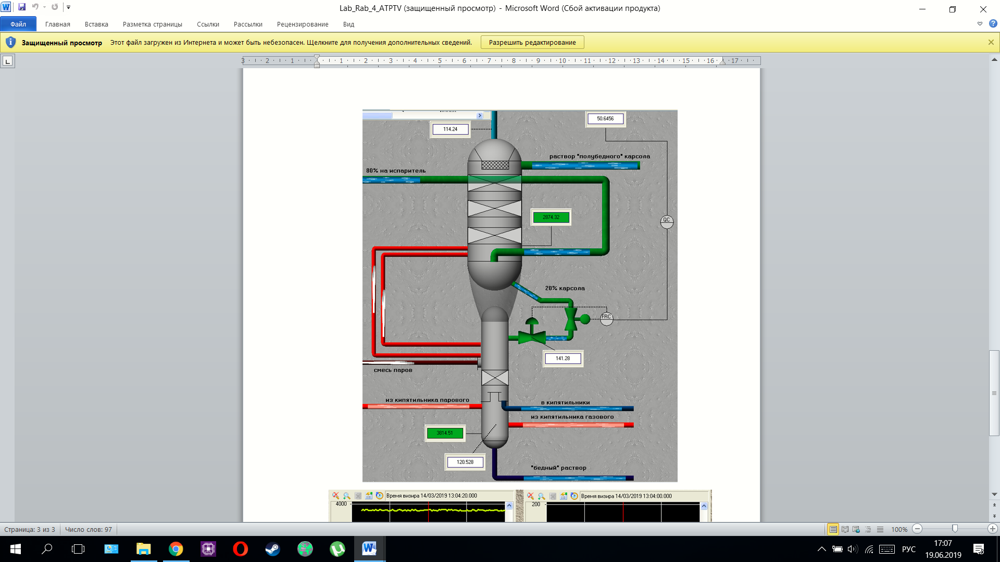 Lab_Rab_4_ATPTV (защищенный просмотр) - Microsoft Word (Сбой активации продукта)
Файл Главная Вставка Разметка страницы Ссылки Рассылки Рецензирование Вид
Защищенный просмотр Этот файл загружен из Интернета и может быть небезопасен. Щелкните для получения дополнительных сведений. Разрешить редактирование
3 2 1 1 2 3 4 5 6 7 8 9 10 11 12 13 14 15 16 17
50.6456
114.24
раствор "полубедного" карсола
80% на испаритель
2874.32
QC
20% карсола
FRC
141.28
смесь паров
из кипятильника парового
в кипятильники
из кипятильника газового
3814.51
120.528
"бедный" раствор
Время визира 14/03/2019 13:04:20.000
Время визира 14/03/2019 13:04:00.000
4000
200
Страница: 3 из 3 Число слов: 97
100%
РУС
17:07
19.06.2019